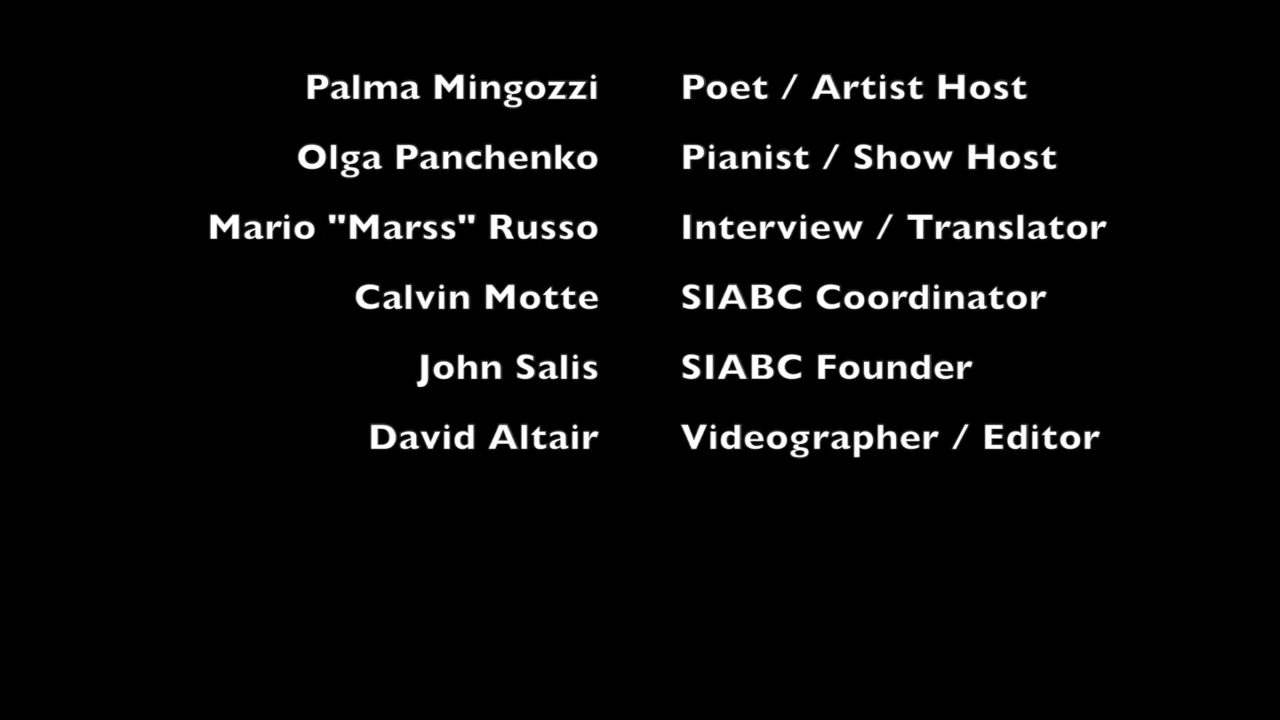 Palma Mingozzi Poet / Artist Host
Olga Panchenko Pianist / Show Host
Mario "Marss" Russo Interview / Translator
Calvin Motte SIABC Coordinator
John Salis SIABC Founder
David Altair Videographer / Editor